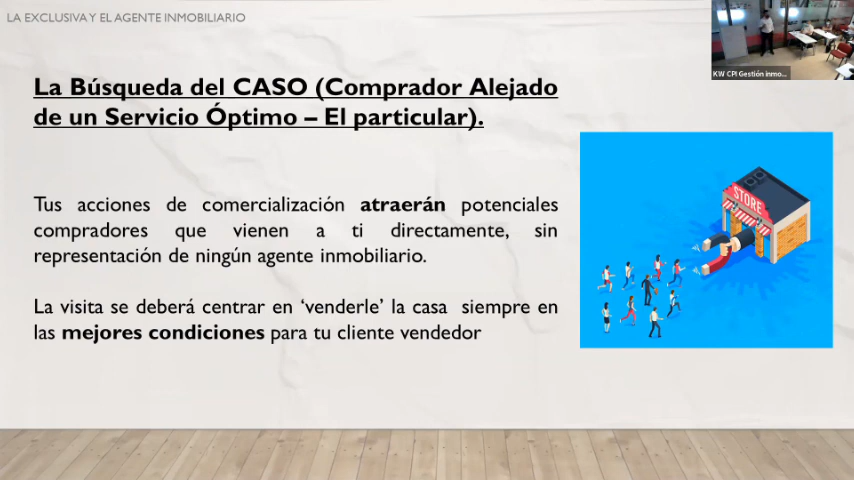 LA EXCLUSIVA Y EL AGENTE INMOBILIARIO
KW CPI Gestión inmo...
La Búsqueda del CASO (Comprador Alejado
de un Servicio Óptimo – El particular).
Tus acciones de comercialización atraerán potenciales
compradores que vienen a ti directamente, sin
representación de ningún agente inmobiliario.
La visita se deberá centrar en ‘venderle’ la casa siempre en
las mejores condiciones para tu cliente vendedor
STORE